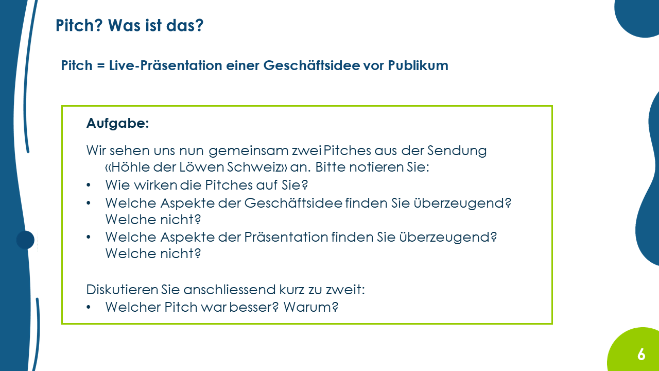 Pitch? Was ist das?
Pitch = Live-Präsentation einer Geschäftsidee vor Publikum
Aufgabe:
Wir sehen uns nun gemeinsam zwei Pitches aus der Sendung
«Höhle der Löwen Schweiz» an. Bitte notieren Sie:
• Wie wirken die Pitches auf Sie?
• Welche Aspekte der Geschäftsidee finden Sie überzeugend?
Welche nicht?
• Welche Aspekte der Präsentation finden Sie überzeugend?
Welche nicht?
Diskutieren Sie anschliessend kurz zu zweit:
• Welcher Pitch war besser? Warum?
6